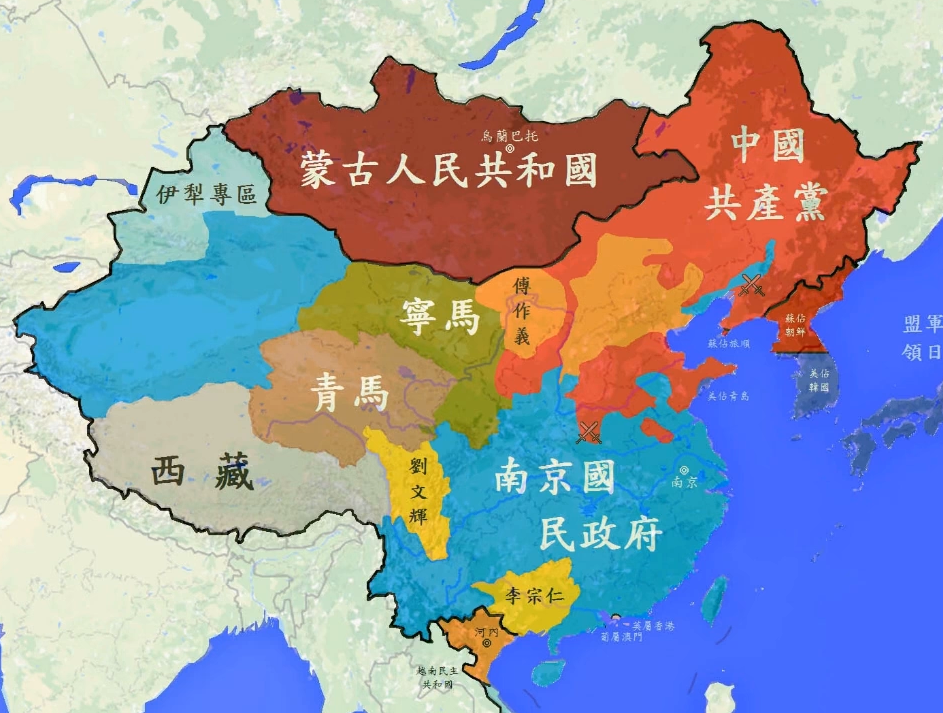 烏蘭巴托
蒙古人民共和國
中國
共產黨
伊犁專區
傅
作
義
寧馬
蘇佔
朝鮮
盟軍
領日
蘇佔旅順
英佔
韓國
英佔青島
青馬
西藏
劉
文
輝
南京國
民政府
南京
李宗仁
英屬香港
葡屬澳門
河內
越南民主
共和國